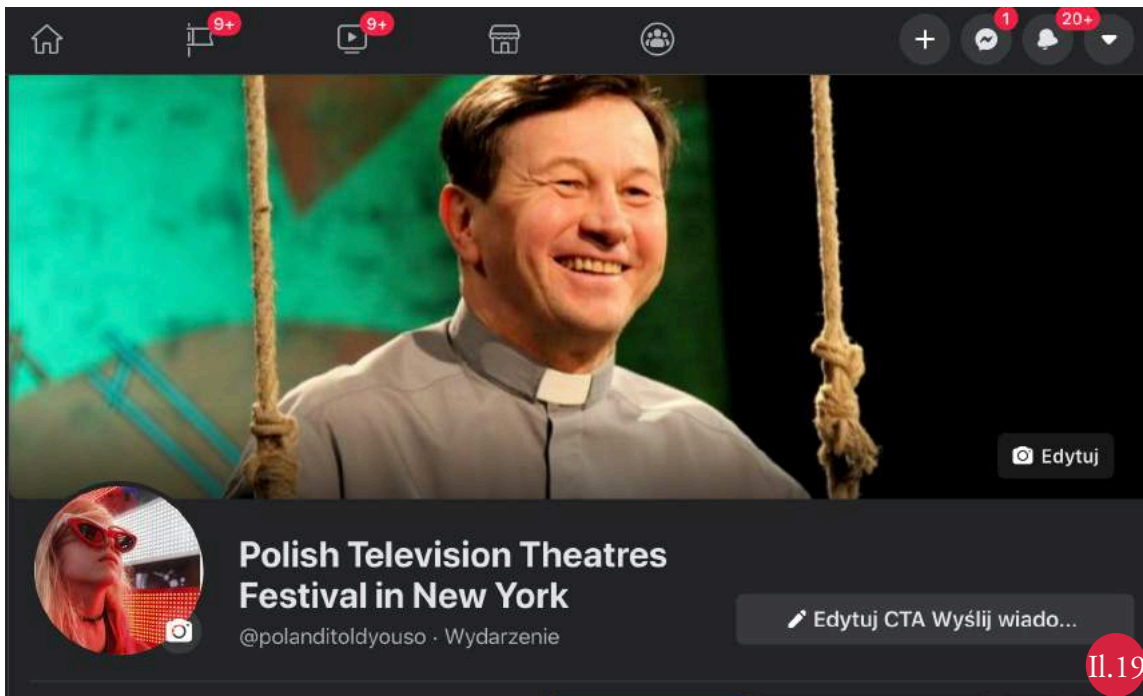 9+
9+
1
20+
Edytuj
Polish Television Theatres
Festival in New York
@polanditoldyouso · Wydarzenie
Edytuj CTA Wyślij wiado...
Il.19